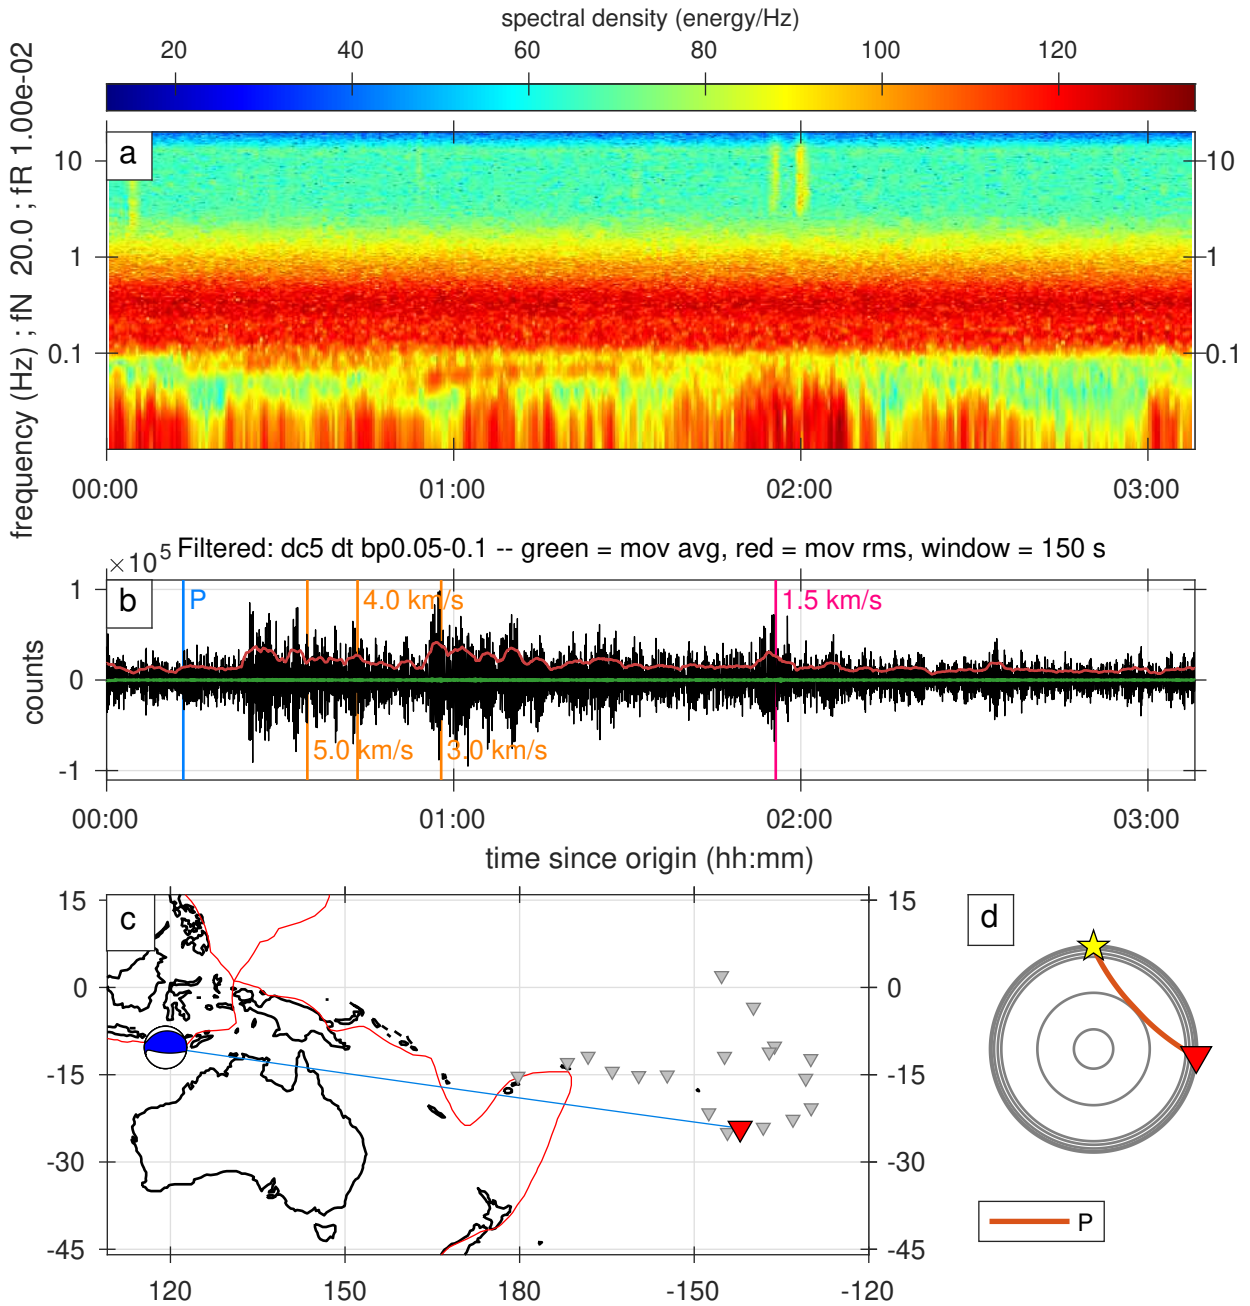 spectral density (energy/Hz)
20 40 60 80 100 120
frequency (Hz) ; fN 20.0 ; fR 1.00e-02
a
10 10
1 1
0.1 0.1
00:00 01:00 02:00 03:00
×10^5 Filtered: dc5 dt bp0.05-0.1 -- green = mov avg, red = mov rms, window = 150 s
counts
b
1
0
-1
P 4.0 km/s 1.5 km/s
5.0 km/s 3.0 km/s
00:00 01:00 02:00 03:00
time since origin (hh:mm)
c
15 15
0 0
-15 -15
-30 -30
-45 -45
120 150 180 -150 -120
d
P